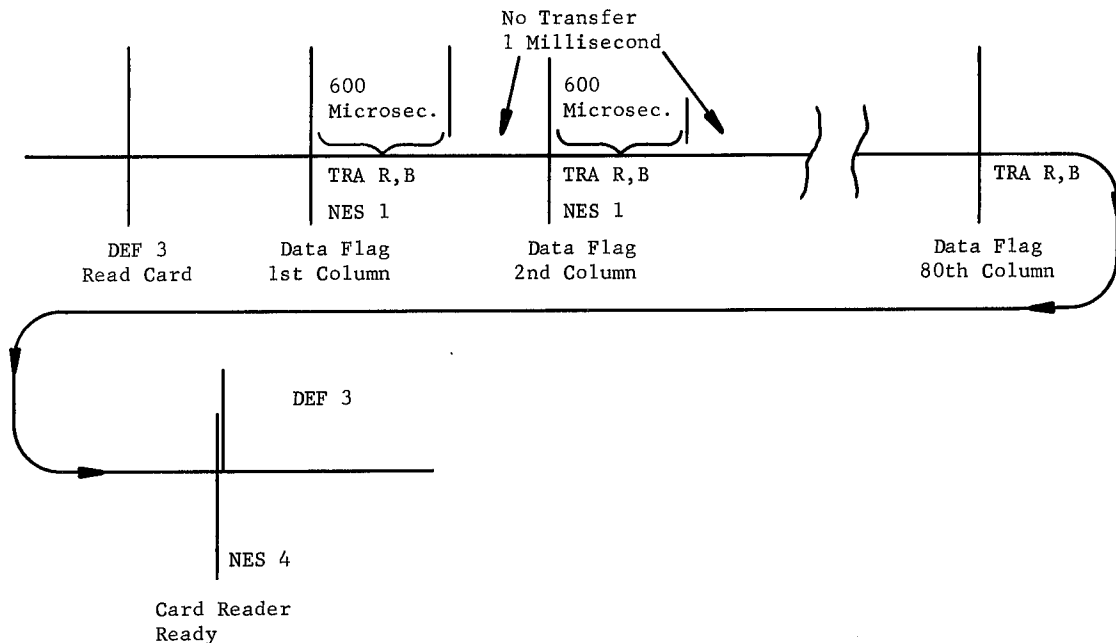 No Transfer
1 Millisecond
600
Microsec.
600
Microsec.
TRA R,B
NES 1
TRA R,B
NES 1
TRA R,B
DEF 3
Read Card
Data Flag
1st Column
Data Flag
2nd Column
Data Flag
80th Column
DEF 3
NES 4
Card Reader
Ready